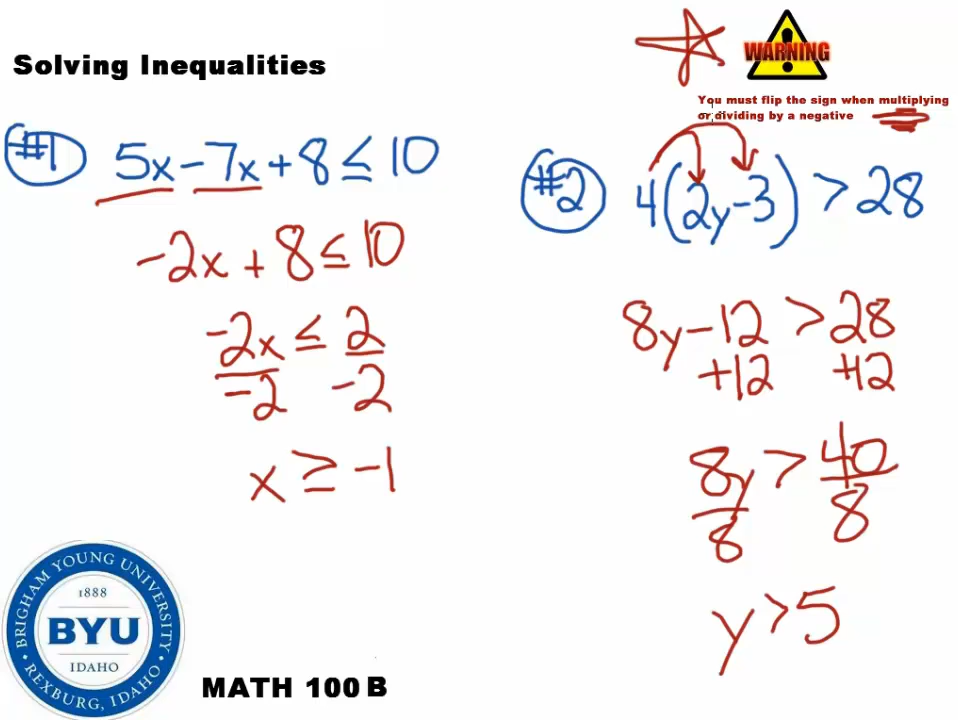 Solving Inequalities
WARNING
You must flip the sign when multiplying
or dividing by a negative
#1 5x - 7x + 8 ≤ 10
-2x + 8 ≤ 10
-2x ≤ 2
-2 -2
x ≥ -1
#2 4(2y - 3) > 28
8y - 12 > 28
+12 +12
8y > 40
8 8
y > 5
BRIGHAM YOUNG UNIVERSITY
1888
BYU
IDAHO
REXBURG, IDAHO
MATH 100 B